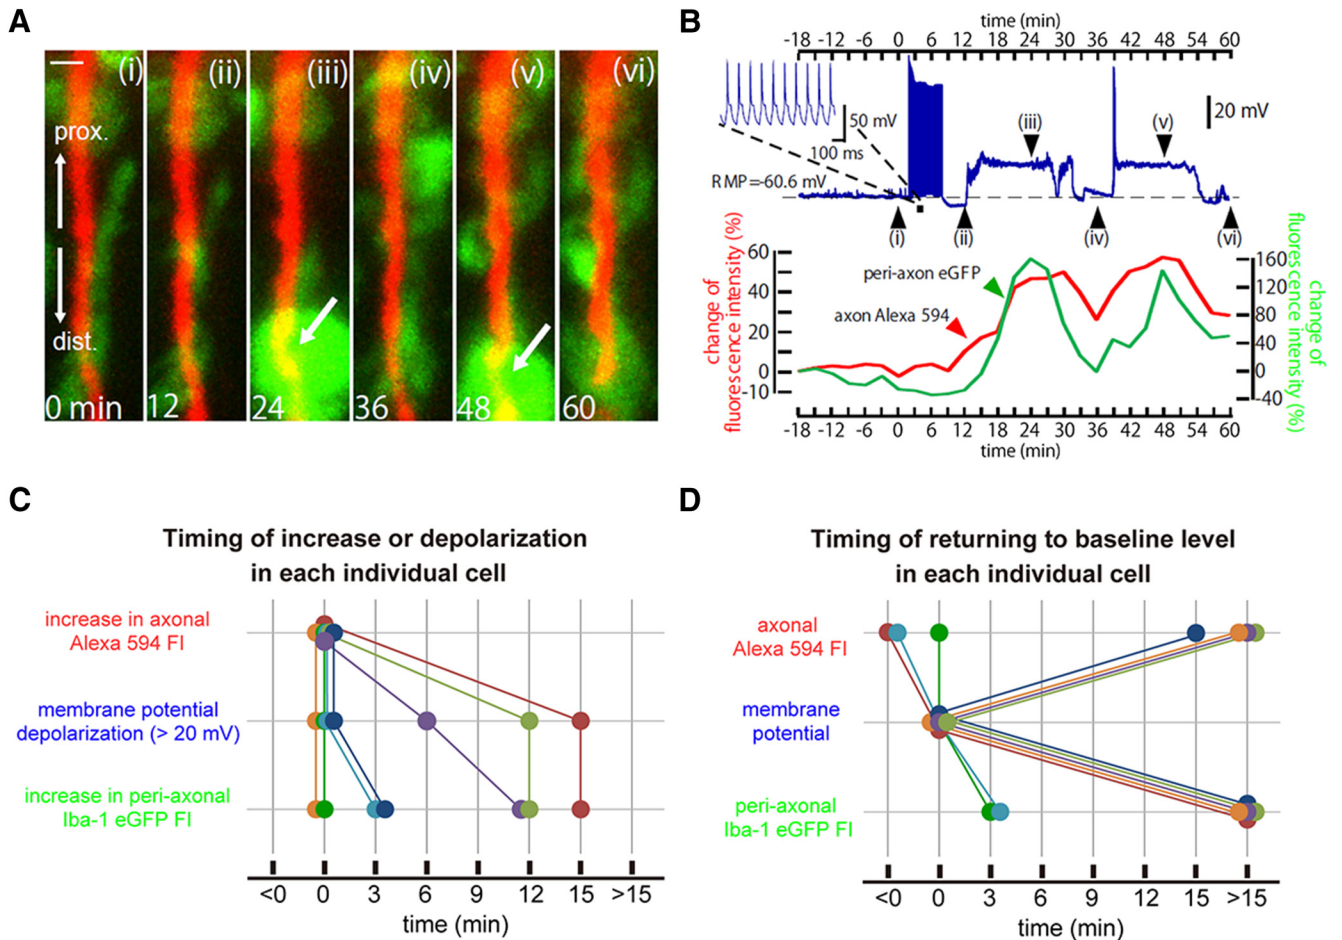 A
(i) (ii) (iii) (iv) (v) (vi)
prox.
dist.
0 min 12 24 36 48 60
B
time (min)
-18 -12 -6 0 6 12 18 24 30 36 42 48 54 60
50 mV
100 ms
20 mV
(iii) (v)
RMP=-60.6 mV
(i) (ii) (iv) (vi)
change of
fluorescence intensity (%)
60
40
20
0
-10
peri-axon eGFP
axon Alexa 594
160
120
80
40
0
-40
change of
fluorescence intensity (%)
-18 -12 -6 0 6 12 18 24 30 36 42 48 54 60
time (min)
C
Timing of increase or depolarization
in each individual cell
increase in axonal
Alexa 594 FI
membrane potential
depolarization (> 20 mV)
increase in peri-axonal
Iba-1 eGFP FI
<0 0 3 6 9 12 15 >15
time (min)
D
Timing of returning to baseline level
in each individual cell
axonal
Alexa 594 FI
membrane
potential
peri-axonal
Iba-1 eGFP FI
<0 0 3 6 9 12 15 >15
time (min)